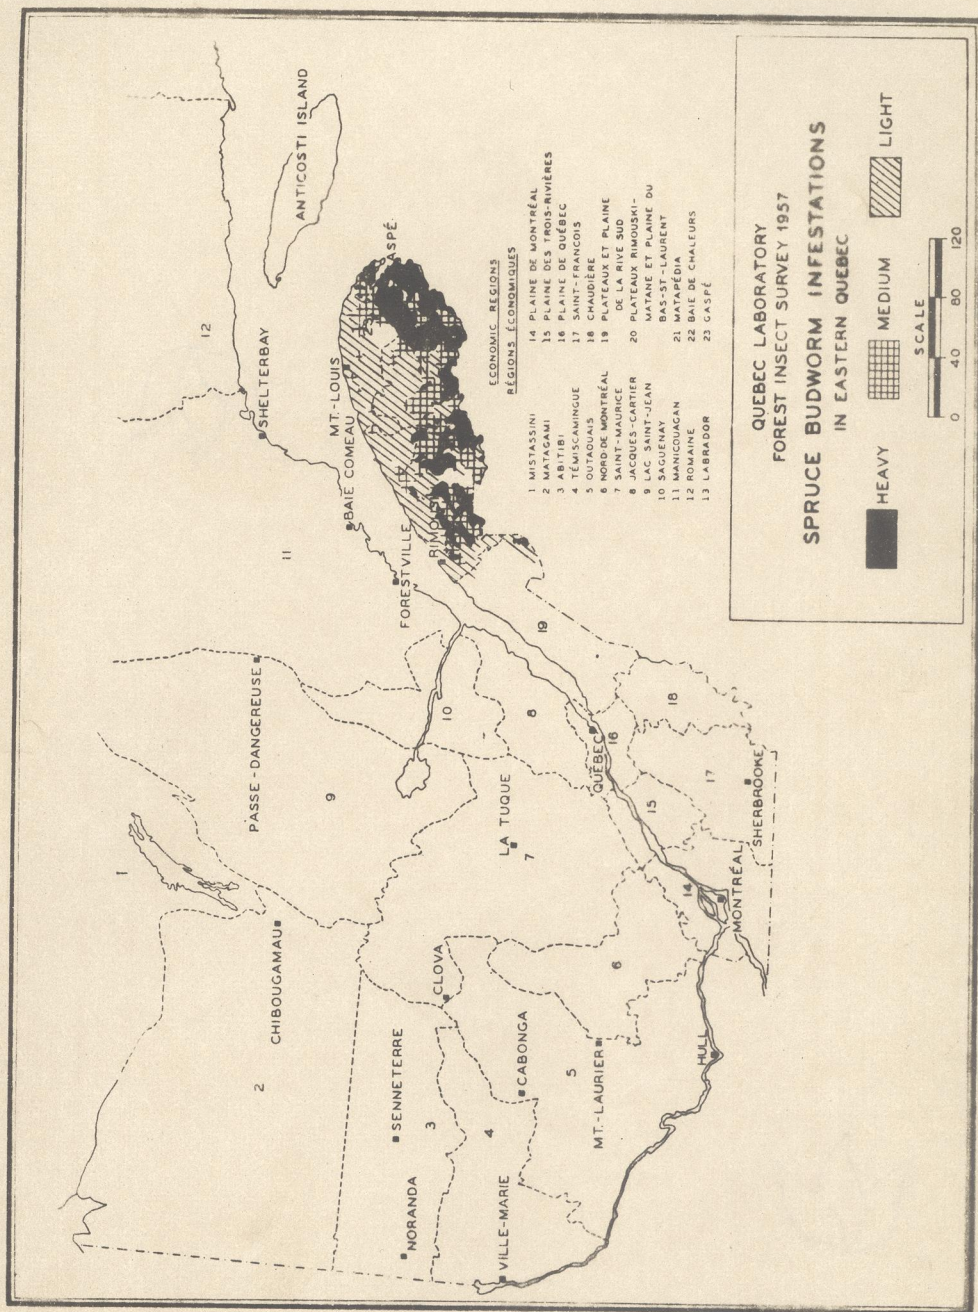 QUEBEC LABORATORY
FOREST INSECT SURVEY 1957
SPRUCE BUDWORM INFESTATIONS
IN EASTERN QUEBEC
HEAVY
MEDIUM
LIGHT
SCALE
0 40 80 120
ECONOMIC REGIONS
RÉGIONS ÉCONOMIQUES
1 MISTASSINI
2 MATAGAMI
3 ABITIBI
4 TÉMISCAMINGUE
5 OUTAOUAIS
6 NORD-DE MONTRÉAL
7 SAINT-MAURICE
8 JACQUES-CARTIER
9 LAC SAINT-JEAN
10 SAGUENAY
11 MANICOUAGAN
12 ROMAINE
13 LABRADOR
14 PLAINE DE MONTRÉAL
15 PLAINE DES TROIS-RIVIÈRES
16 PLAINE DE QUÉBEC
17 SAINT-FRANCOIS
18 CHAUDIÈRE
19 PLATEAUX ET PLAINE
DE LA RIVE SUD
20 PLATEAUX RIMOUSKI-
MATANE ET PLAINE DU
BAS-ST-LAURENT
21 MATAPÉDIA
22 BAIE DE CHALEURS
23 GASPÉ
1
2
CHIBOUGAMAU
PASSE-DANGEREUSE
9
11
12
SHELTERBAY
ANTICOSTI ISLAND
MT.-LOUIS
BAIE COMEAU
GASPÉ
FORESTVILLE
NORANDA
SENNETERRE
3
CLOVA
10
VILLE-MARIE
4
CABONGA
LA TUQUE
7
8
19
5
MT.-LAURIER
6
QUÉBEC
16
15
18
14
17
HULL
MONTRÉAL
SHERBROOKE